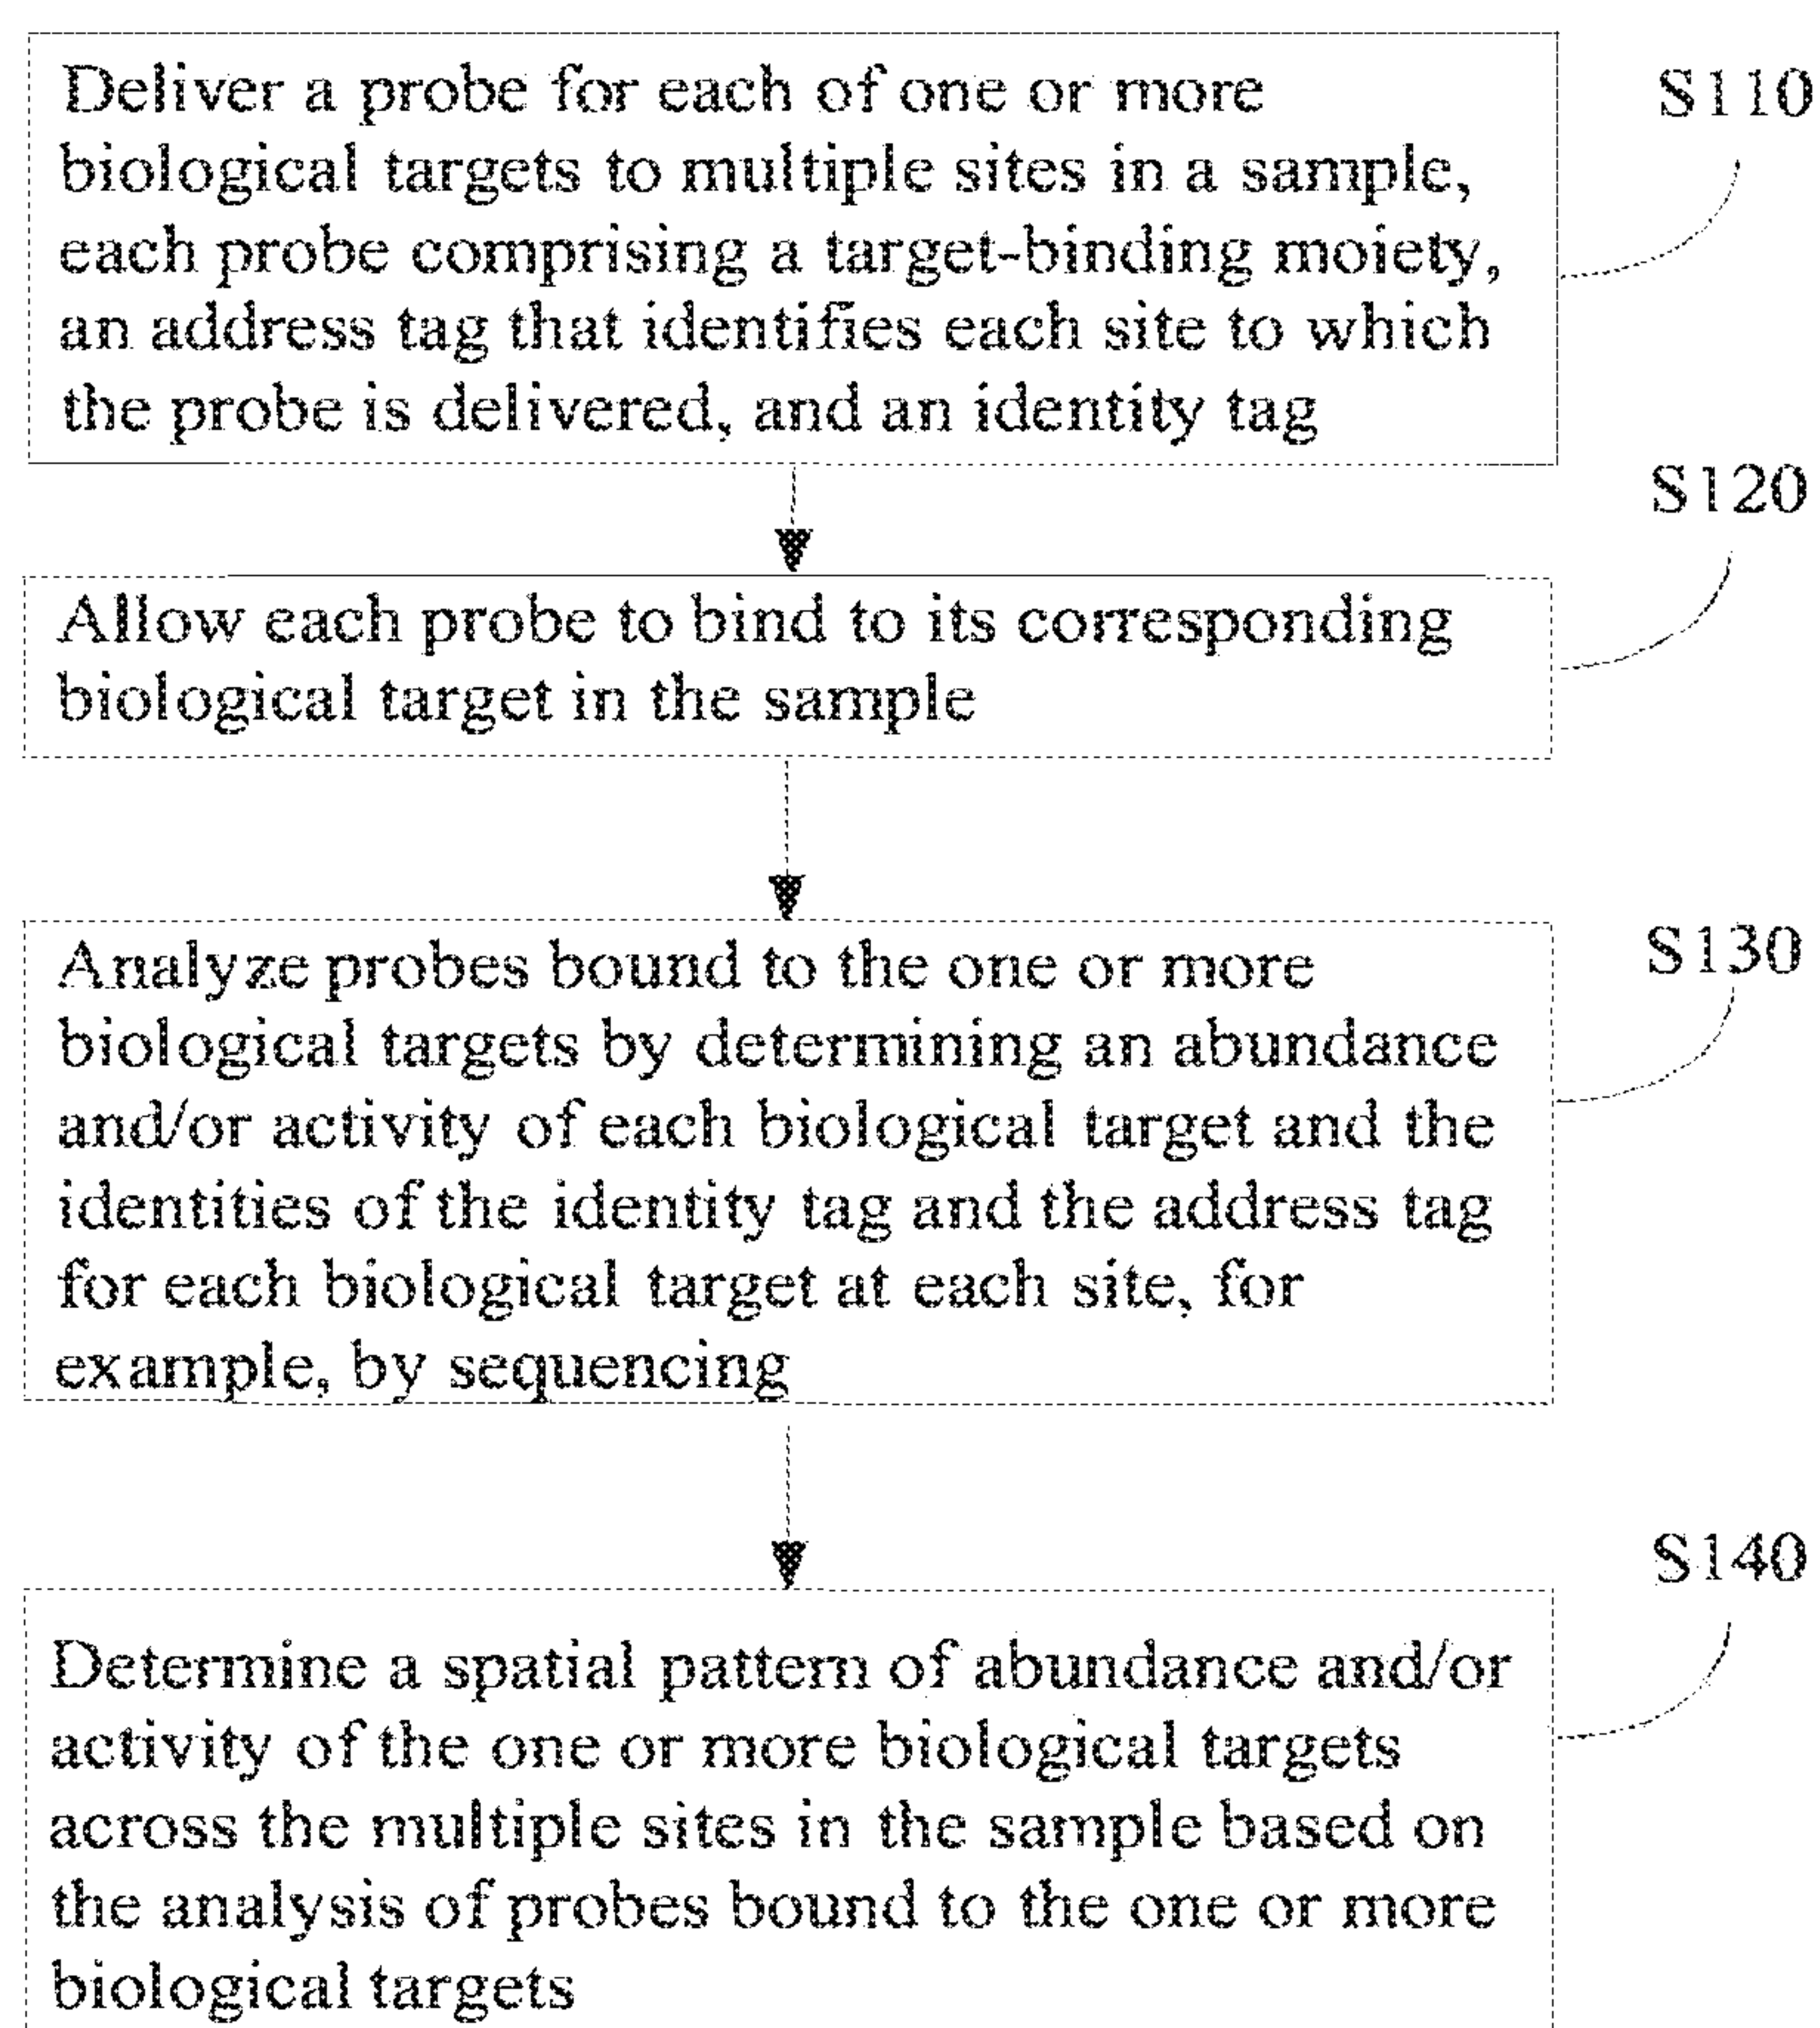 Deliver a probe for each of one or more
biological targets to multiple sites in a sample,
each probe comprising a target-binding moiety,
an address tag that identifies each site to which
the probe is delivered, and an identity tag
S110
Allow each probe to bind to its corresponding
biological target in the sample
S120
Analyze probes bound to the one or more
biological targets by determining an abundance
and/or activity of each biological target and the
identities of the identity tag and the address tag
for each biological target at each site, for
example, by sequencing
S130
Determine a spatial pattern of abundance and/or
activity of the one or more biological targets
across the multiple sites in the sample based on
the analysis of probes bound to the one or more
biological targets
S140